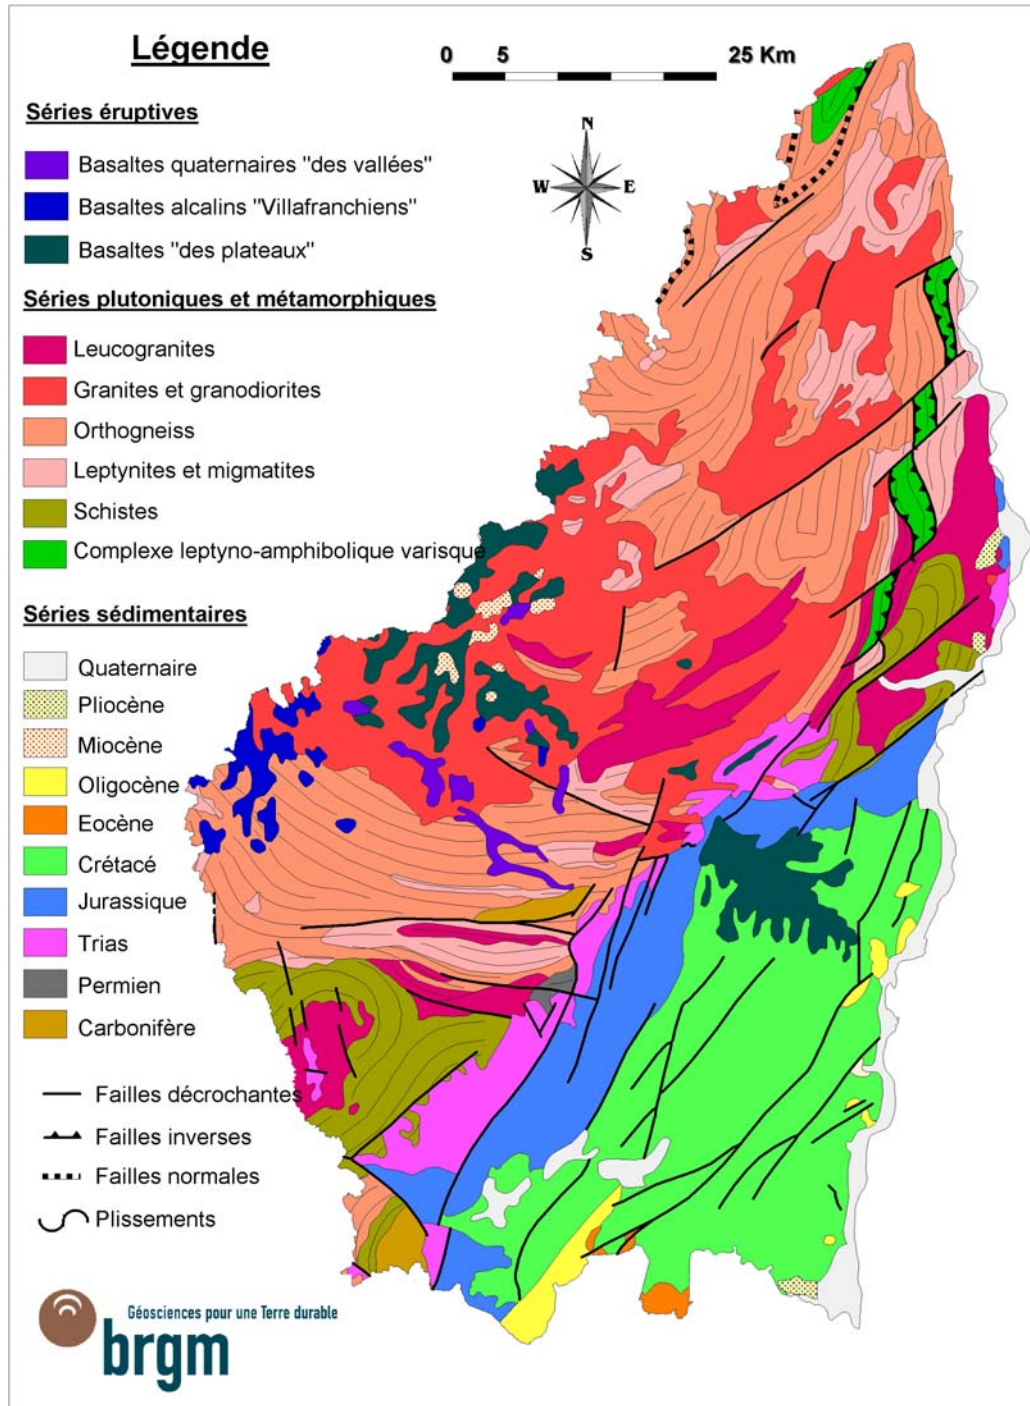 Légende
0 5 25 Km
Séries éruptives
N
Basaltes quaternaires "des vallées"
W E
Basaltes alcalins "Villafranchiens"
S
Basaltes "des plateaux"
Séries plutoniques et métamorphiques
Leucogranites
Granites et granodiorites
Orthogneiss
Leptynites et migmatites
Schistes
Complexe leptyno-amphibolique varisque
Séries sédimentaires
Quaternaire
Pliocène
Miocène
Oligocène
Eocène
Crétacé
Jurassique
Trias
Permien
Carbonifère
Failles décrochantes
Failles inverses
Failles normales
Plissements
Géosciences pour une Terre durable
brgm